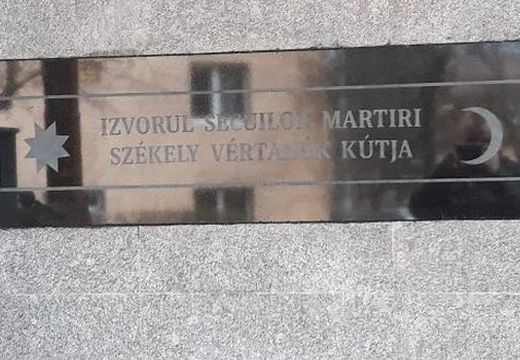 IZVORUL SECUILOR MARTIRI
SZÉKELY VÉRTANÚK KÚTJA